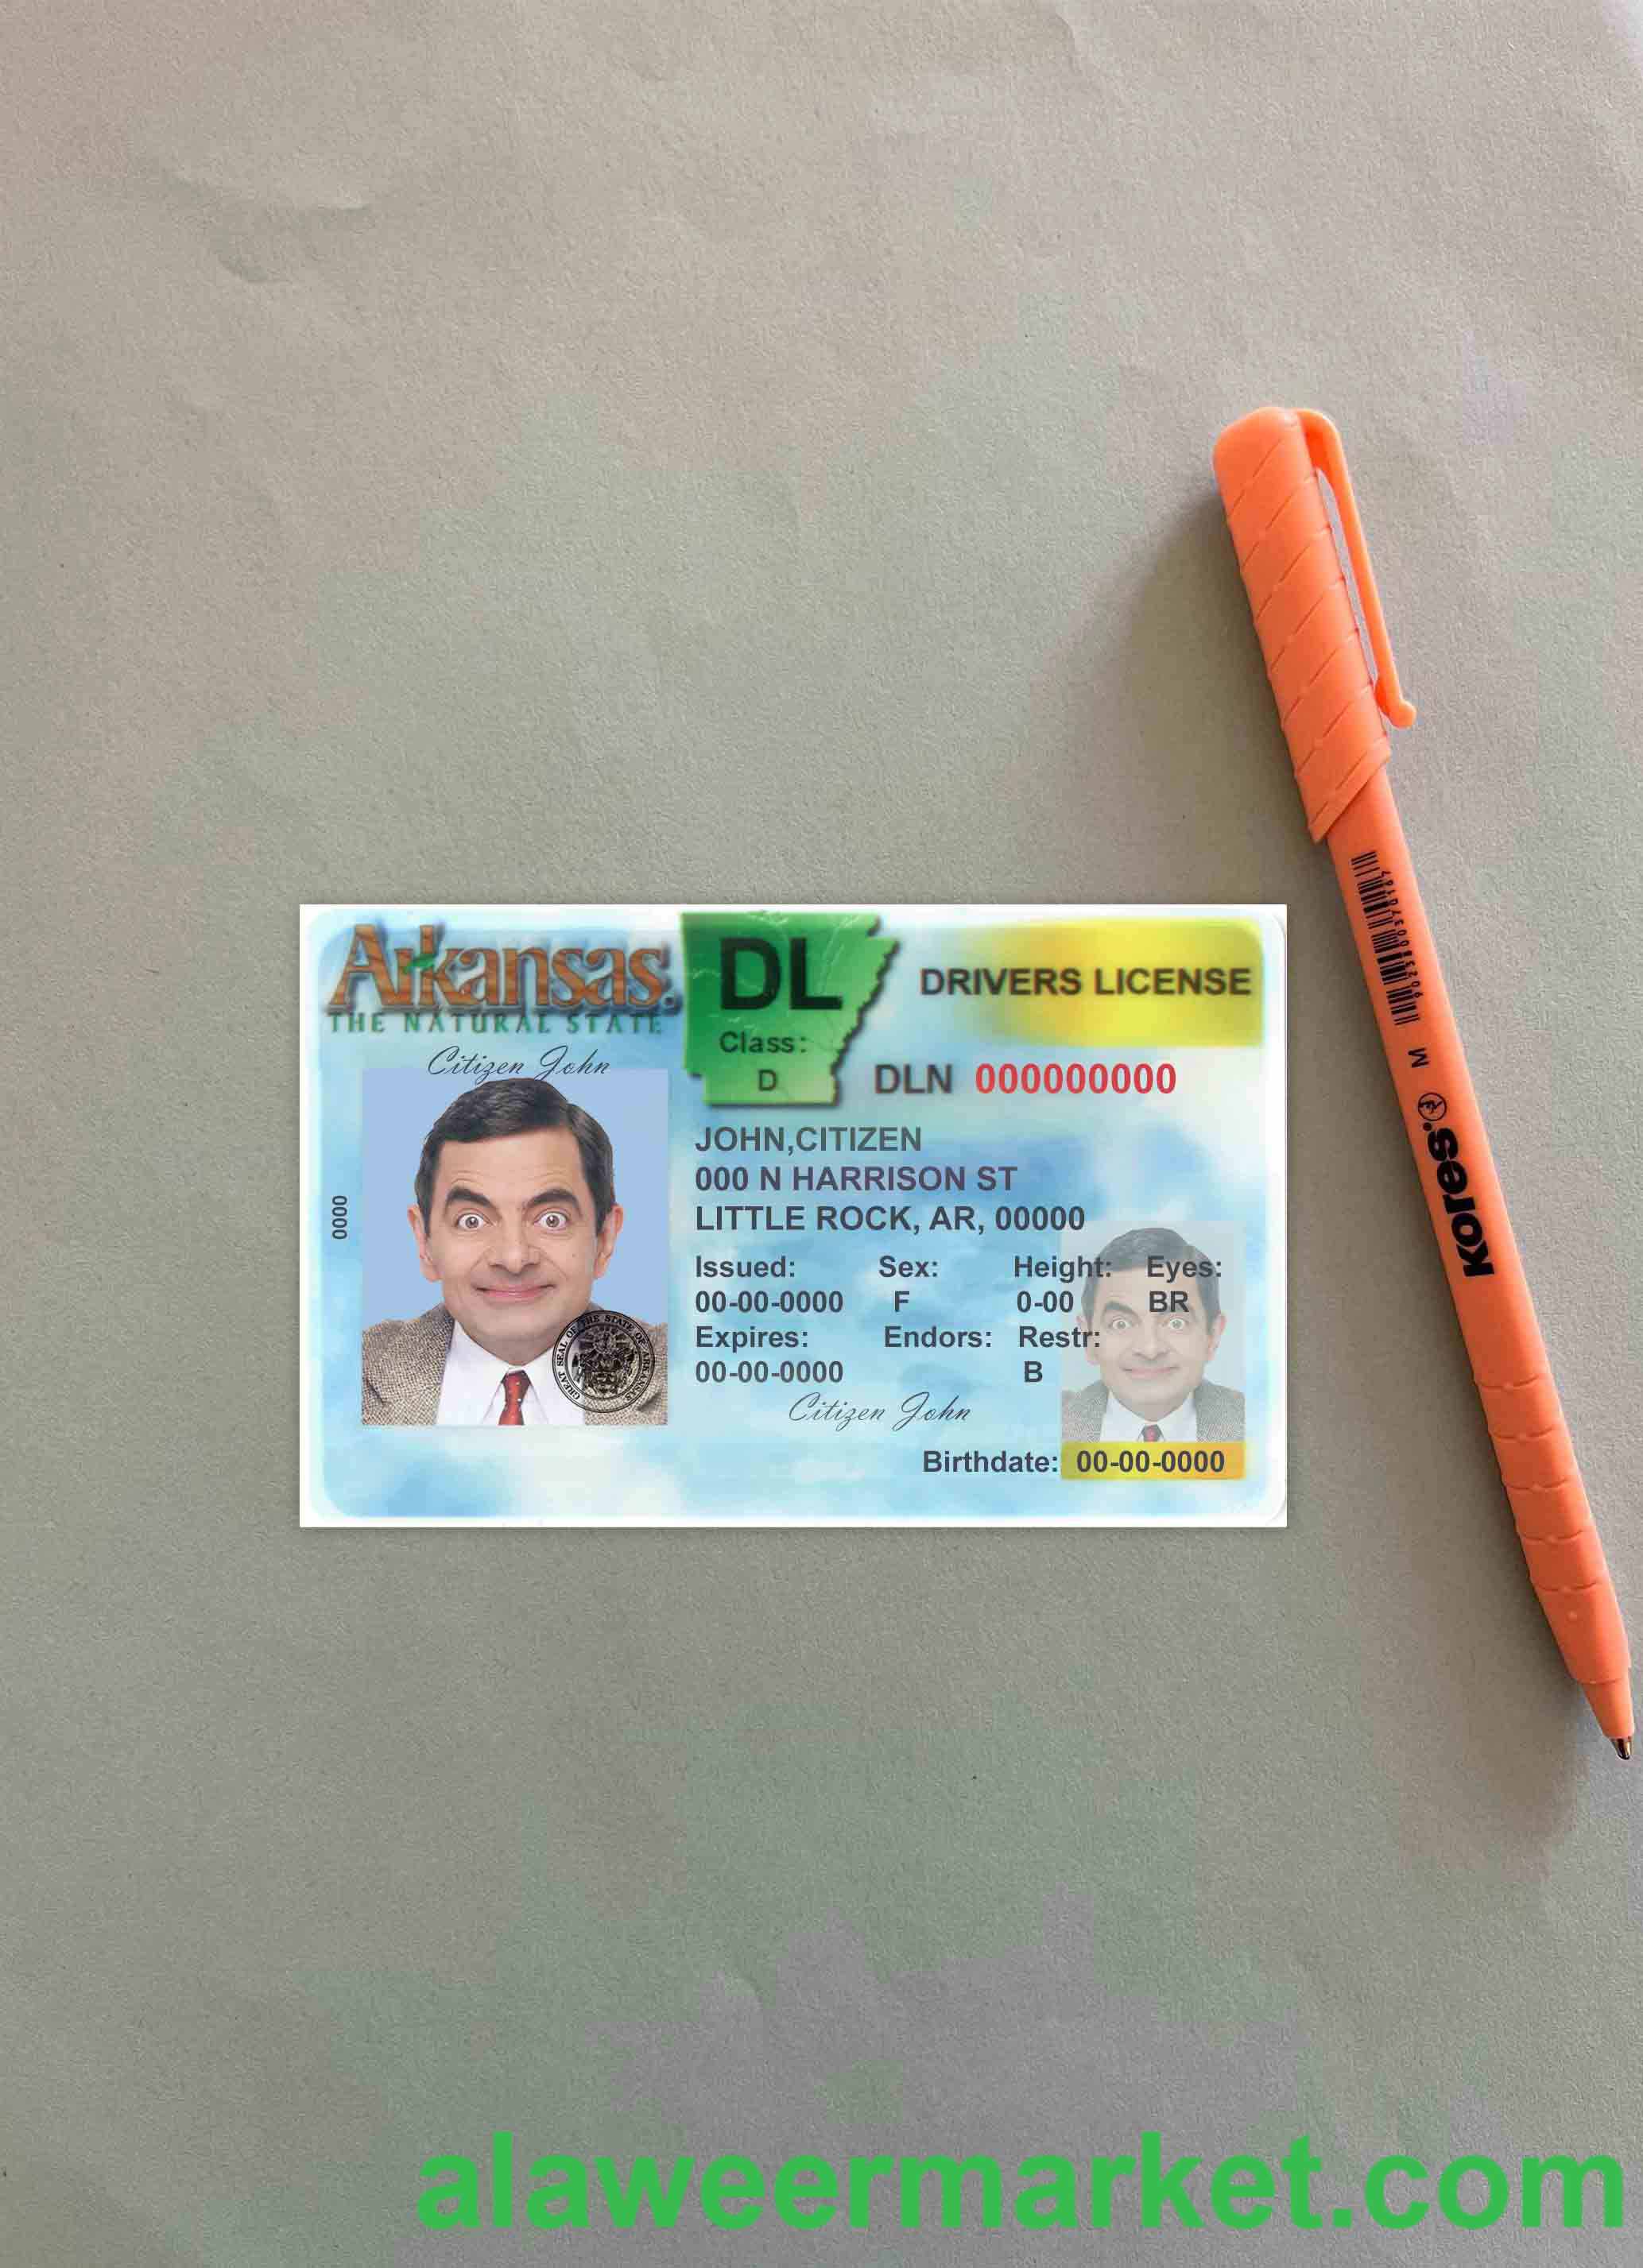 Arkansas.
THE NATURAL STATE
DL
Class:
D
DRIVERS LICENSE
DLN 000000000
Citizen John
0000
JOHN,CITIZEN
000 N HARRISON ST
LITTLE ROCK, AR, 00000
Issued: Sex: Height: Eyes:
00-00-0000 F 0-00 BR
Expires: Endors: Restr:
00-00-0000 B
Citizen John
Birthdate: 00-00-0000
GREAT SEAL OF THE STATE OF ARKANSAS
M
Kores
alaweermarket.com